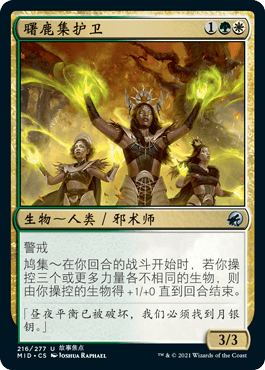 曙鹿集护卫 1
生物～人类／邪术师
警戒
鸠集～在你回合的战斗开始时，若你操
控三个或更多力量各不相同的生物，则
由你操控的生物得 +1/+0 直到回合结束。
「昼夜平衡已被破坏，我们必须找到月银
钥。」
3/3
216/277 U 故事焦点
MID • CS JOSHUA RAPHAEL ™ & © 2021 Wizards of the Coast